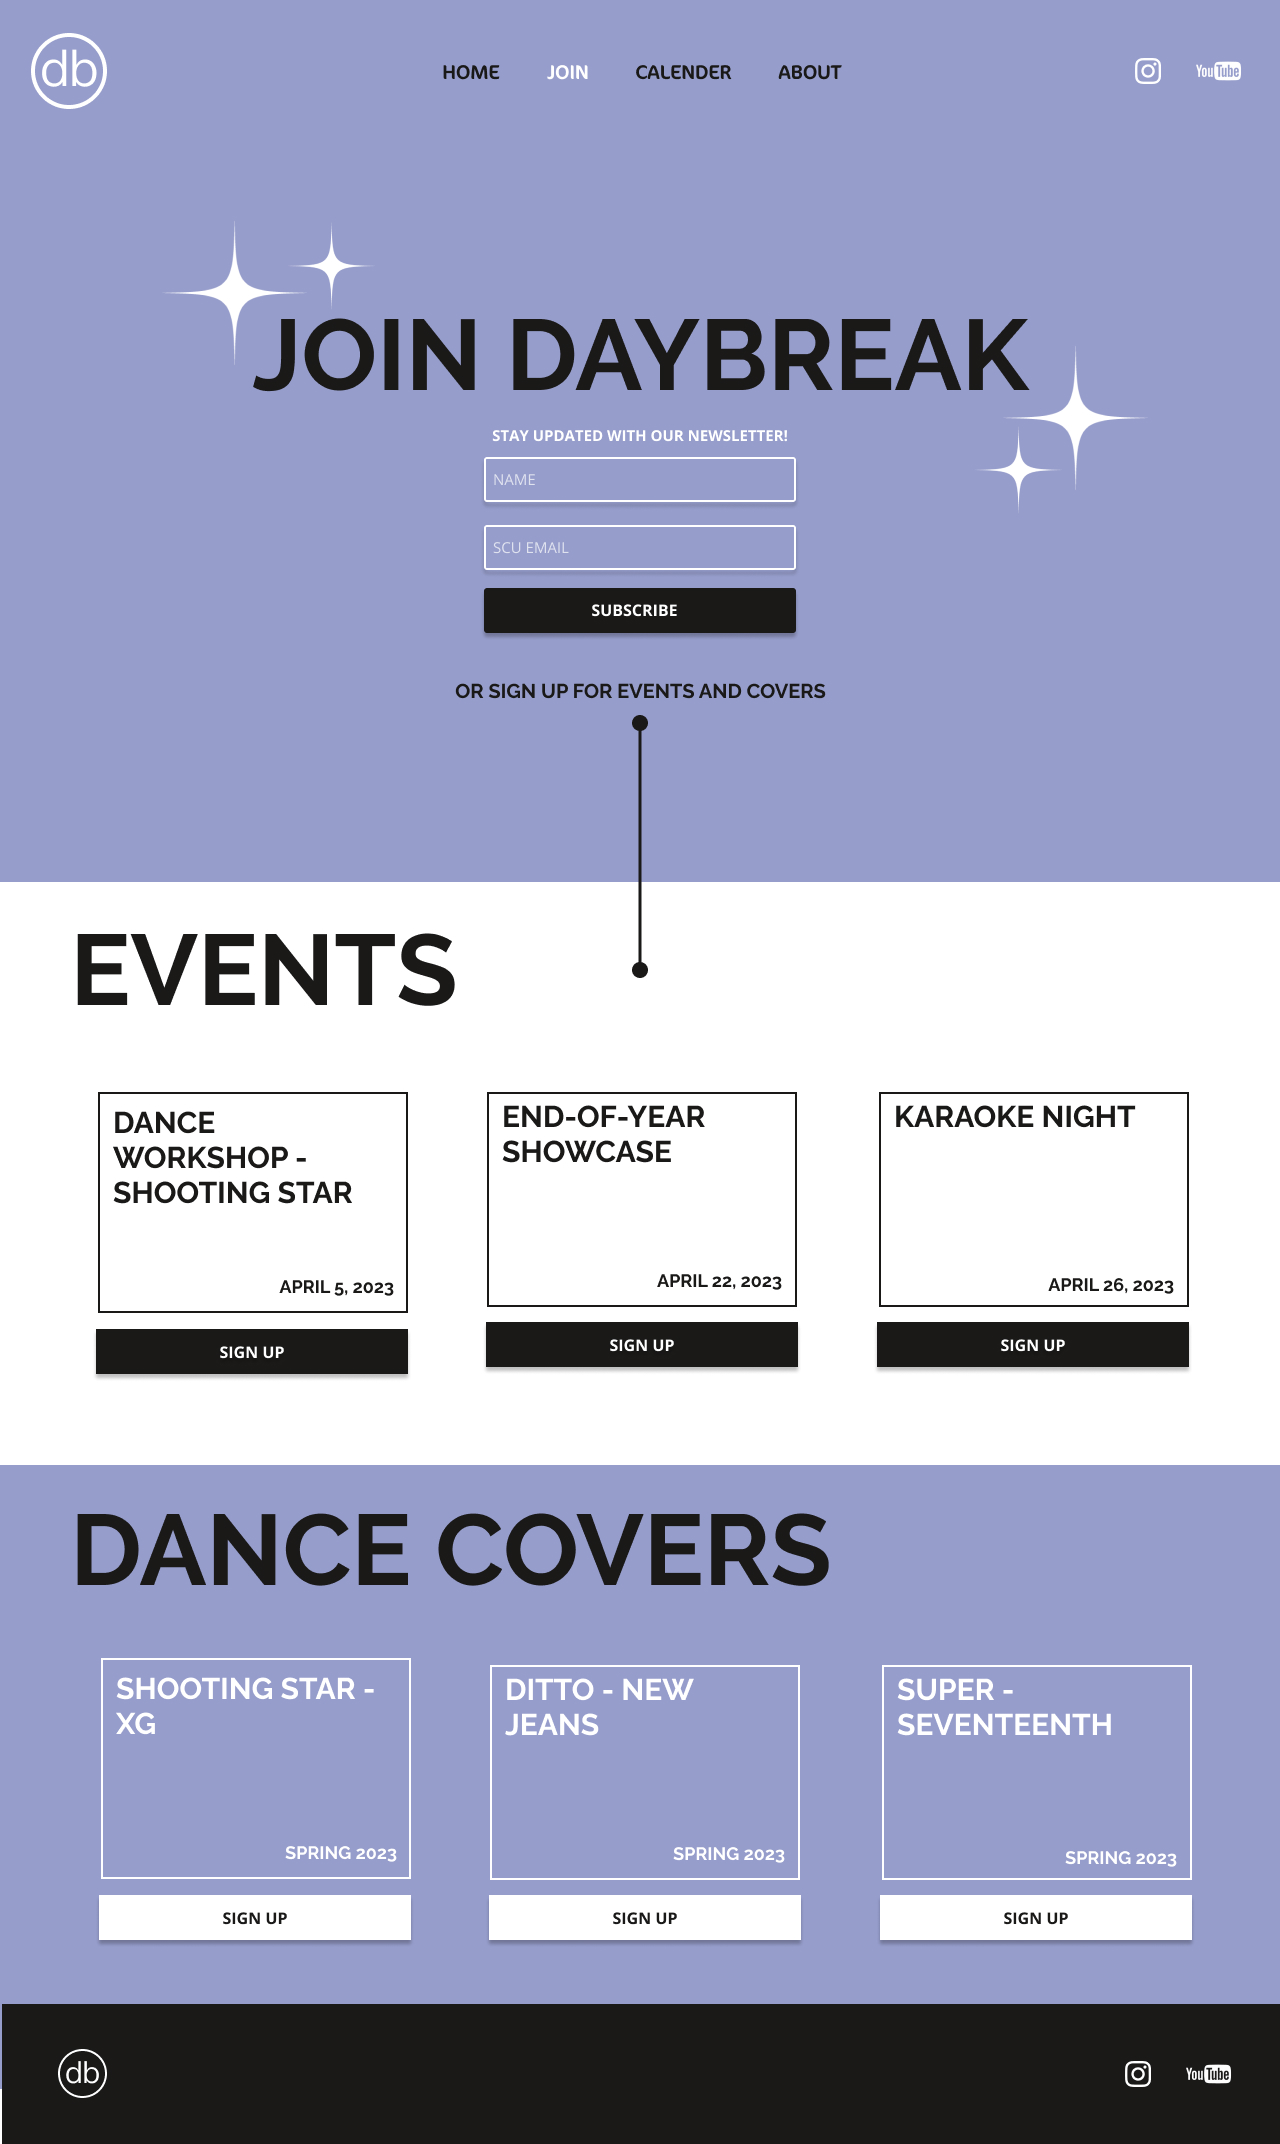 db
HOME JOIN CALENDER ABOUT
YouTube
JOIN DAYBREAK
STAY UPDATED WITH OUR NEWSLETTER!
NAME
SCU EMAIL
SUBSCRIBE
OR SIGN UP FOR EVENTS AND COVERS
EVENTS
DANCE
WORKSHOP -
SHOOTING STAR
APRIL 5, 2023
SIGN UP
END-OF-YEAR
SHOWCASE
APRIL 22, 2023
SIGN UP
KARAOKE NIGHT
APRIL 26, 2023
SIGN UP
DANCE COVERS
SHOOTING STAR -
XG
SPRING 2023
SIGN UP
DITTO - NEW
JEANS
SPRING 2023
SIGN UP
SUPER -
SEVENTEENTH
SPRING 2023
SIGN UP
db
YouTube